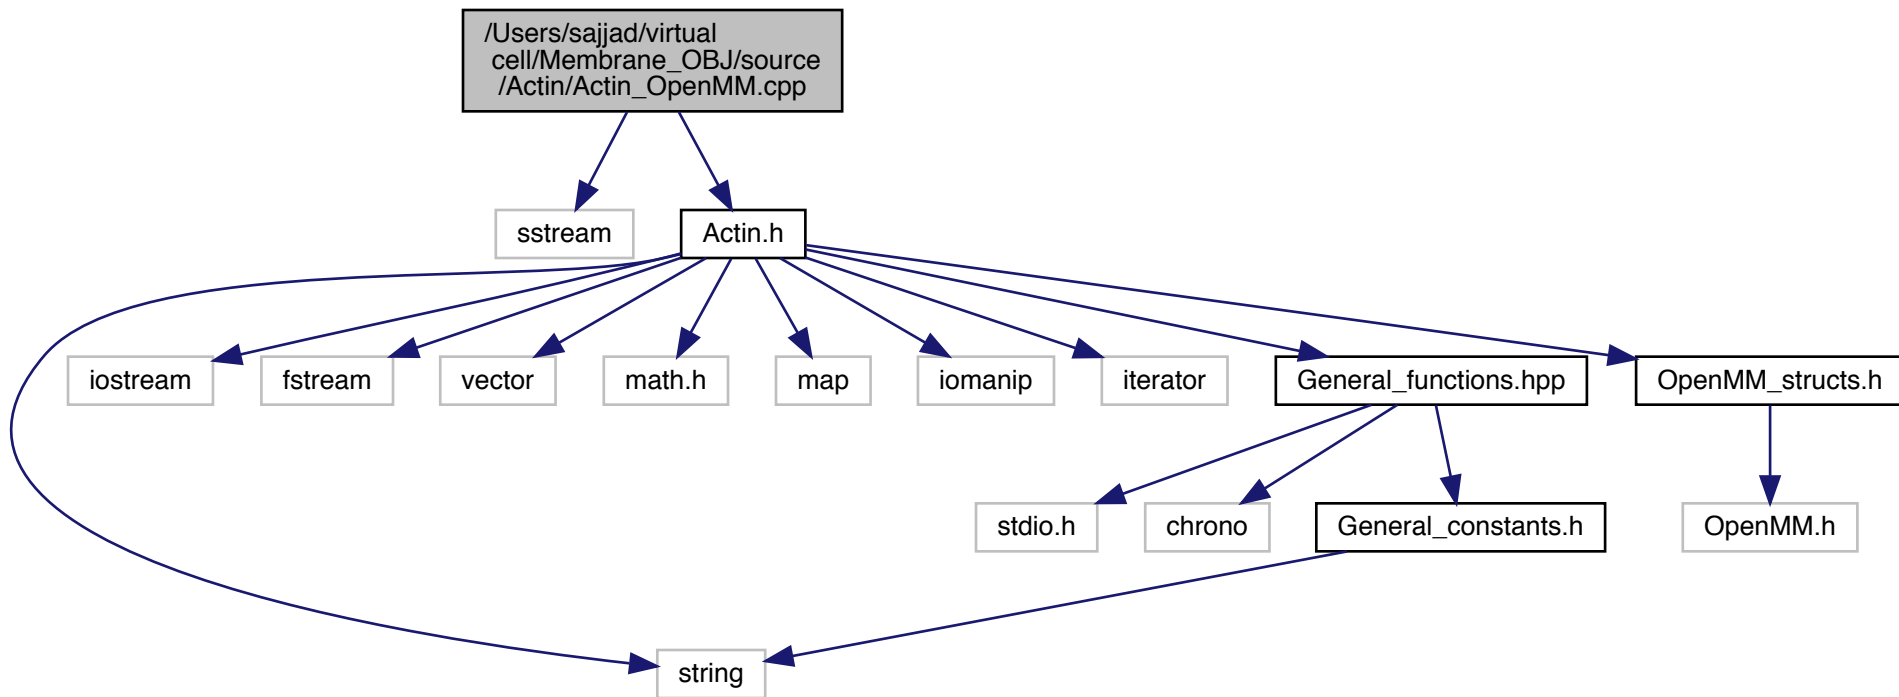 /Users/sajjad/virtual
cell/Membrane_OBJ/source
/Actin/Actin_OpenMM.cpp
sstream
Actin.h
iostream
fstream
vector
math.h
map
iomanip
iterator
General_functions.hpp
OpenMM_structs.h
stdio.h
chrono
General_constants.h
OpenMM.h
string